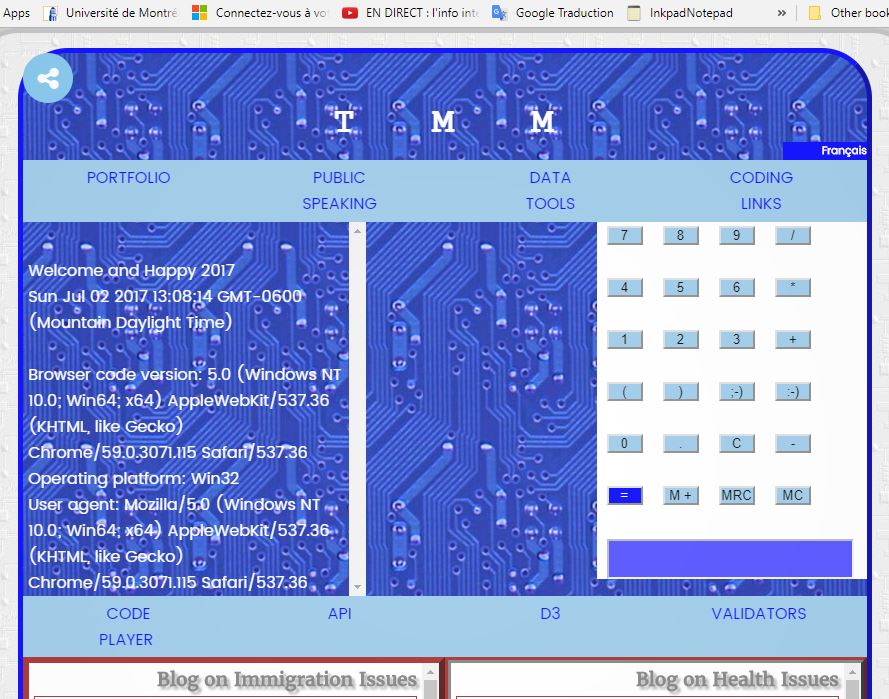 Apps Université de Montré Connectez-vous à vo EN DIRECT : l'info inte Google Traduction InkpadNotepad » Other book
T M M
Français
PORTFOLIO PUBLIC SPEAKING DATA TOOLS CODING LINKS
Welcome and Happy 2017
Sun Jul 02 2017 13:08:14 GMT-0600
(Mountain Daylight Time)
Browser code version: 5.0 (Windows NT
10.0; Win64; x64) AppleWebKit/537.36
(KHTML, like Gecko)
Chrome/59.0.3071.115 Safari/537.36
Operating platform: Win32
User agent: Mozilla/5.0 (Windows NT
10.0; Win64; x64) AppleWebKit/537.36
(KHTML, like Gecko)
Chrome/59.0.3071.115 Safari/537.36
7 8 9 /
4 5 6 *
1 2 3 +
( ) ;-) :-)
0 . C -
= M + MRC MC
CODE PLAYER API D3 VALIDATORS
Blog on Immigration Issues Blog on Health Issues